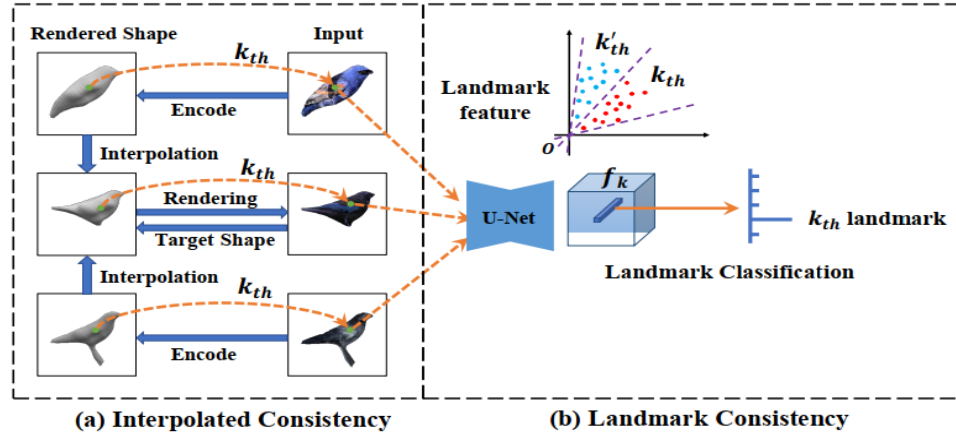 Rendered Shape
Input
k_th
Encode
Interpolation
k_th
Rendering
Target Shape
Interpolation
k_th
Encode
(a) Interpolated Consistency
Landmark
feature
k'_th
k_th
O
U-Net
f_k
k_th landmark
Landmark Classification
(b) Landmark Consistency